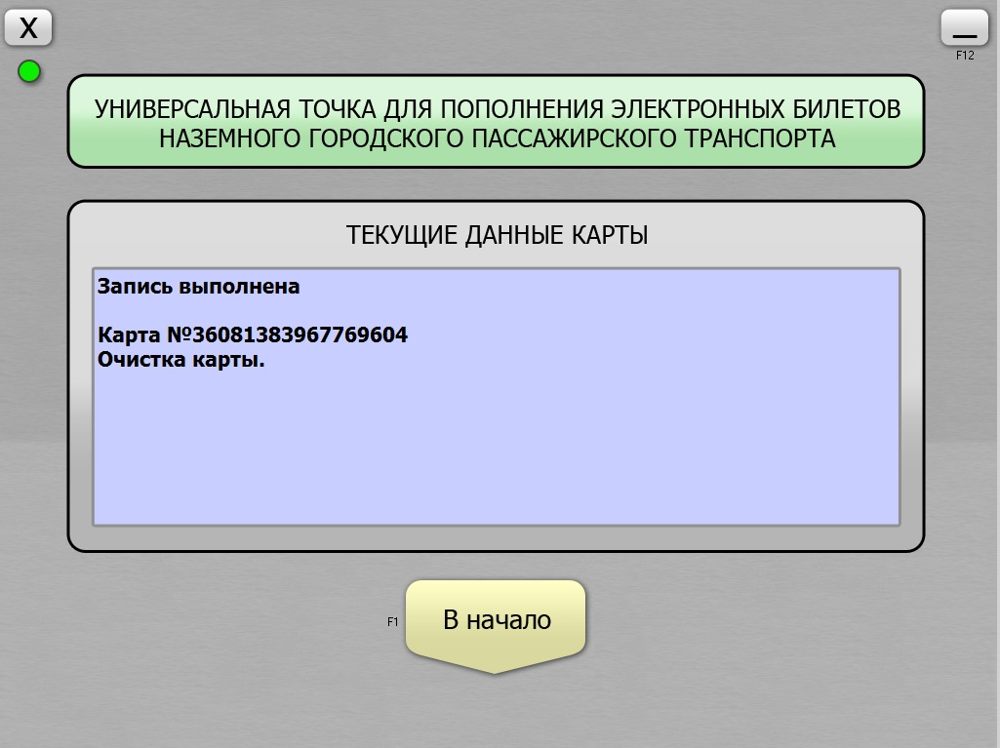 X
_
F12
УНИВЕРСАЛЬНАЯ ТОЧКА ДЛЯ ПОПОЛНЕНИЯ ЭЛЕКТРОННЫХ БИЛЕТОВ
НАЗЕМНОГО ГОРОДСКОГО ПАССАЖИРСКОГО ТРАНСПОРТА
ТЕКУЩИЕ ДАННЫЕ КАРТЫ
Запись выполнена
Карта №36081383967769604
Очистка карты.
F1
В начало